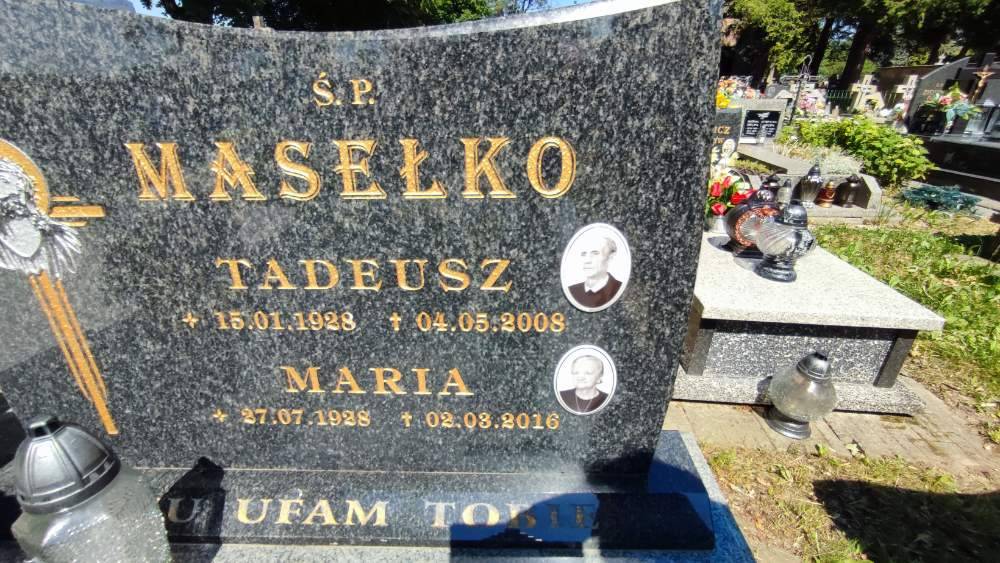 Ś.P.
MASEŁKO
TADEUSZ
+ 15.01.1928 † 04.05.2008
MARIA
+ 27.07.1928 † 02.03.2016
U UFAM TOBIE